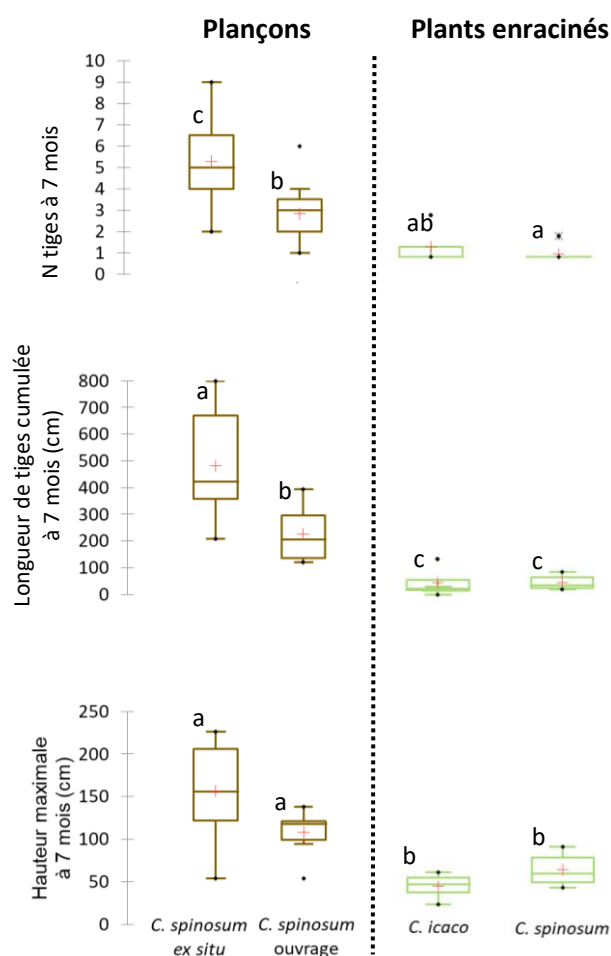 Plançons Plants enracinés
N tiges à 7 mois
9
8
7
6
5
4
3
2
1
0
c
b
ab
a
Longueur de tiges cumulée
à 7 mois (cm)
800
700
600
500
400
300
200
100
0
a
b
c
c
Hauteur maximale
à 7 mois (cm)
250
200
150
100
50
0
a
a
b
b
C. spinosum
ex situ
C. spinosum
ouvrage
C. icaco
C. spinosum